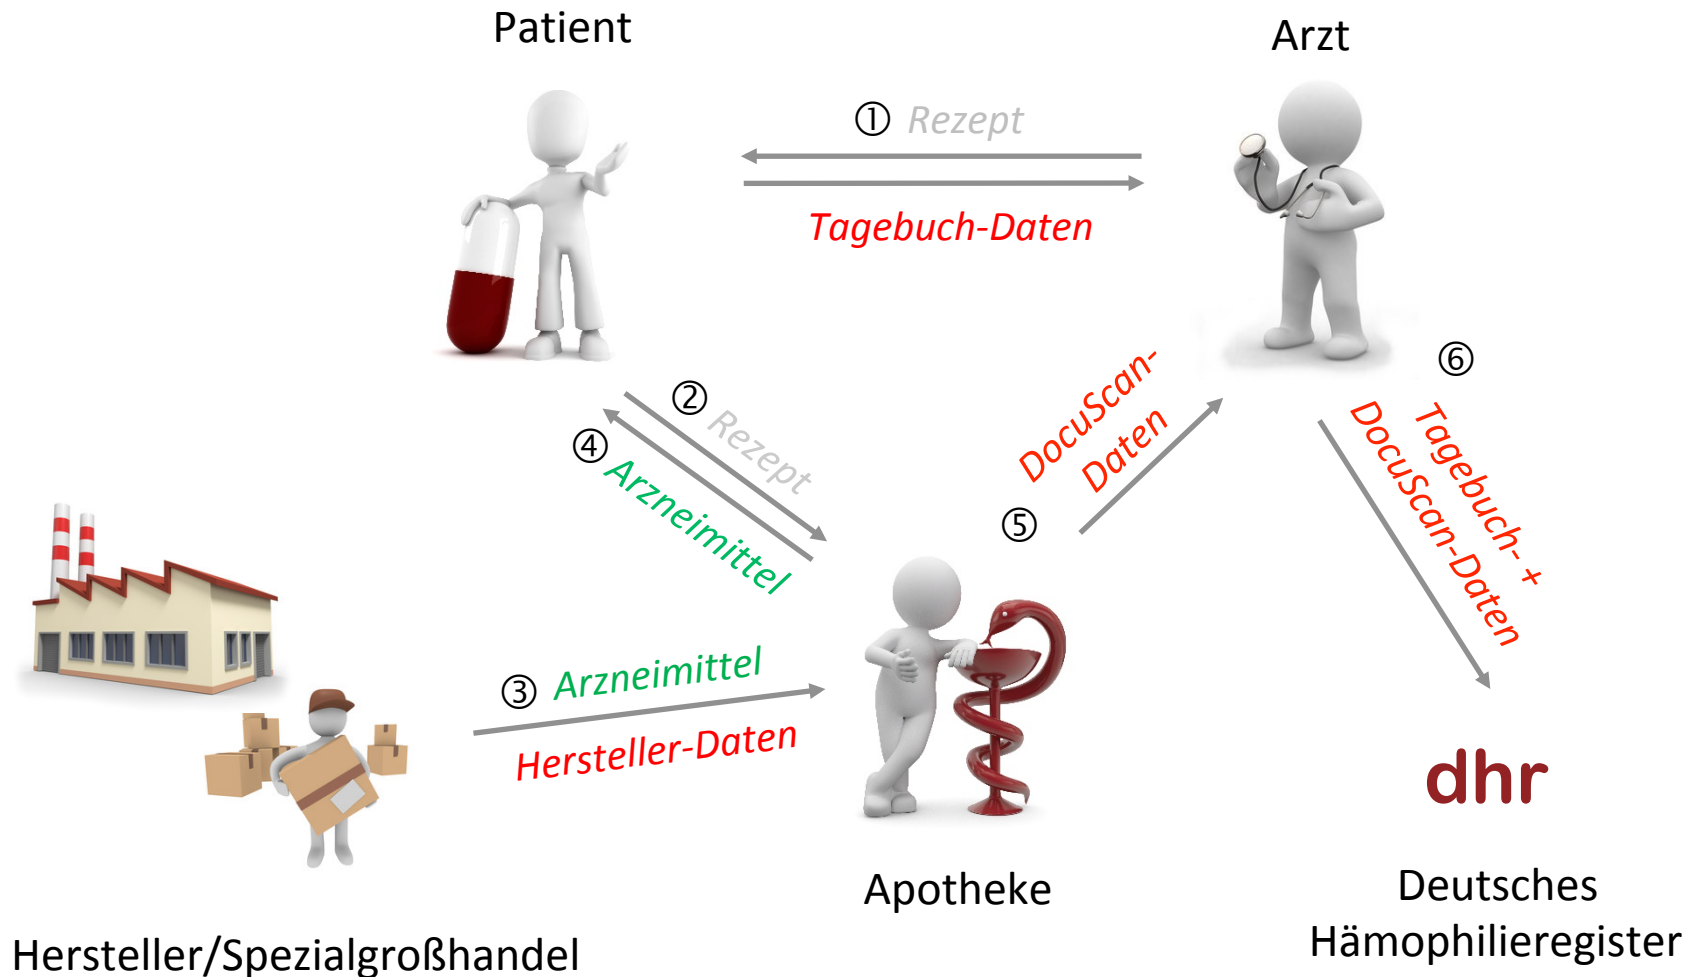 Patient
Arzt
① Rezept
Tagebuch-Daten
② Rezept
④ Arzneimittel
DocuScan-
Daten
⑤
⑥
Tagebuch- +
DocuScan-Daten
③ Arzneimittel
Hersteller-Daten
dhr
Apotheke
Deutsches
Hämophilieregister
Hersteller/Spezialgroßhandel